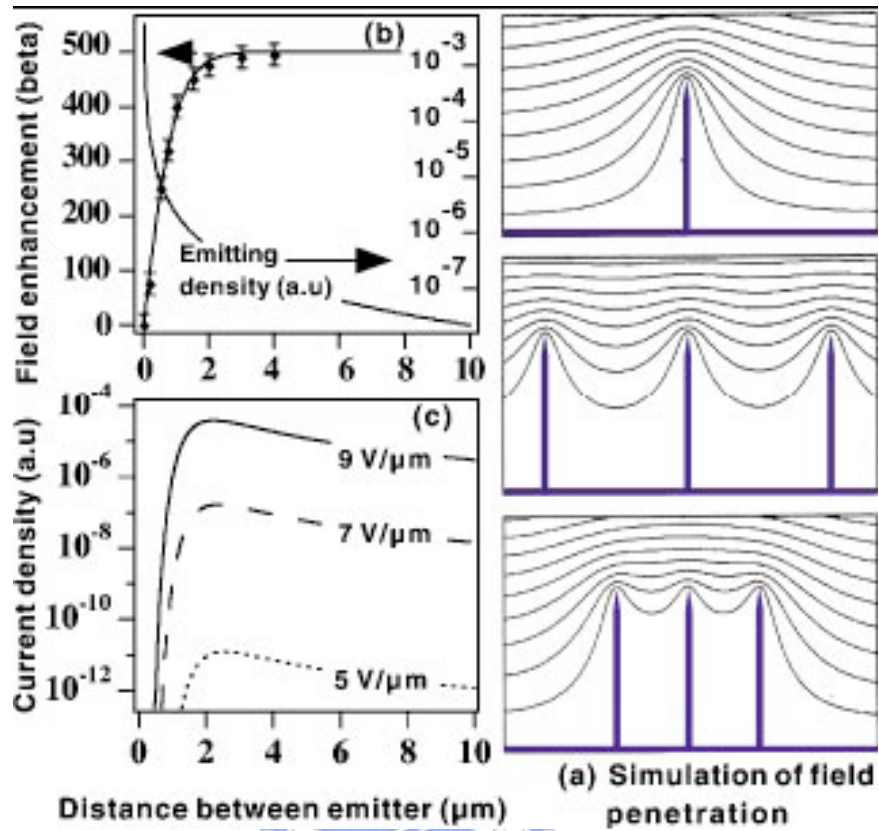 Field enhancement (beta)
500
400
300
200
100
0
(b)
10-3
10-4
10-5
10-6
10-7
Emitting
density (a.u)
0 2 4 6 8 10
Current density (a.u)
10-4
10-6
10-8
10-10
10-12
(c)
9 V/µm
7 V/µm
5 V/µm
0 2 4 6 8 10
Distance between emitter (µm)
(a) Simulation of field
penetration